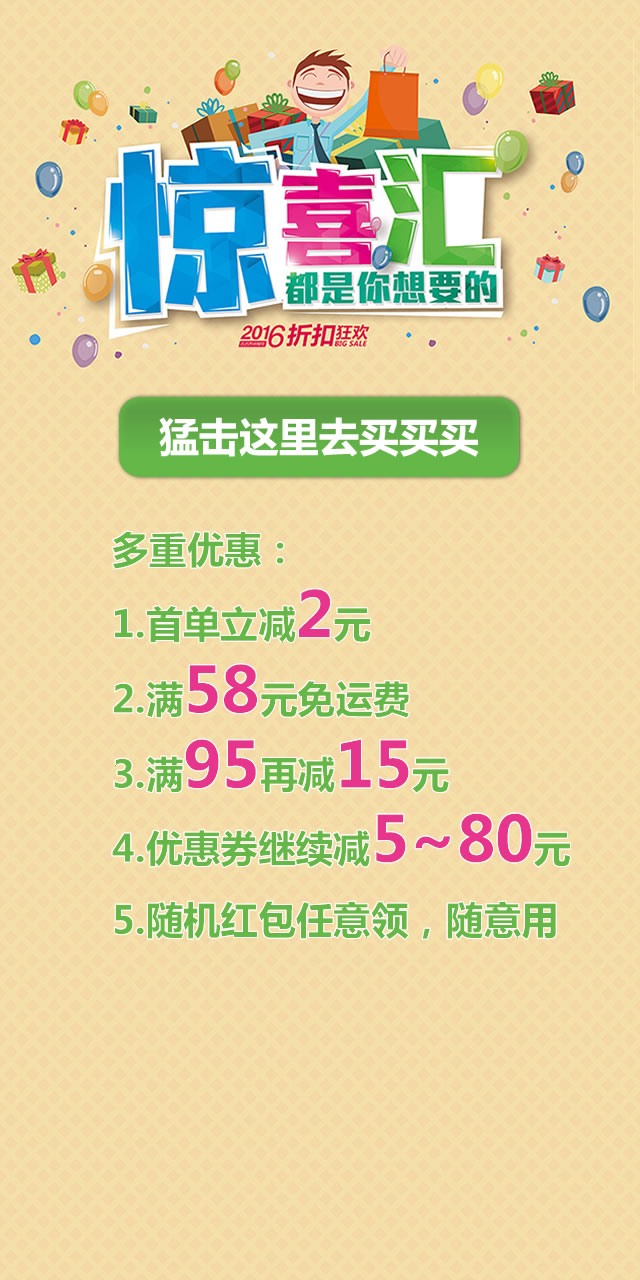 惊喜汇
都是你想要的
2016折扣狂欢
BIG SALE
猛击这里去买买买
多重优惠：
1.首单立减2元
2.满58元免运费
3.满95再减15元
4.优惠券继续减5~80元
5.随机红包任意领，随意用